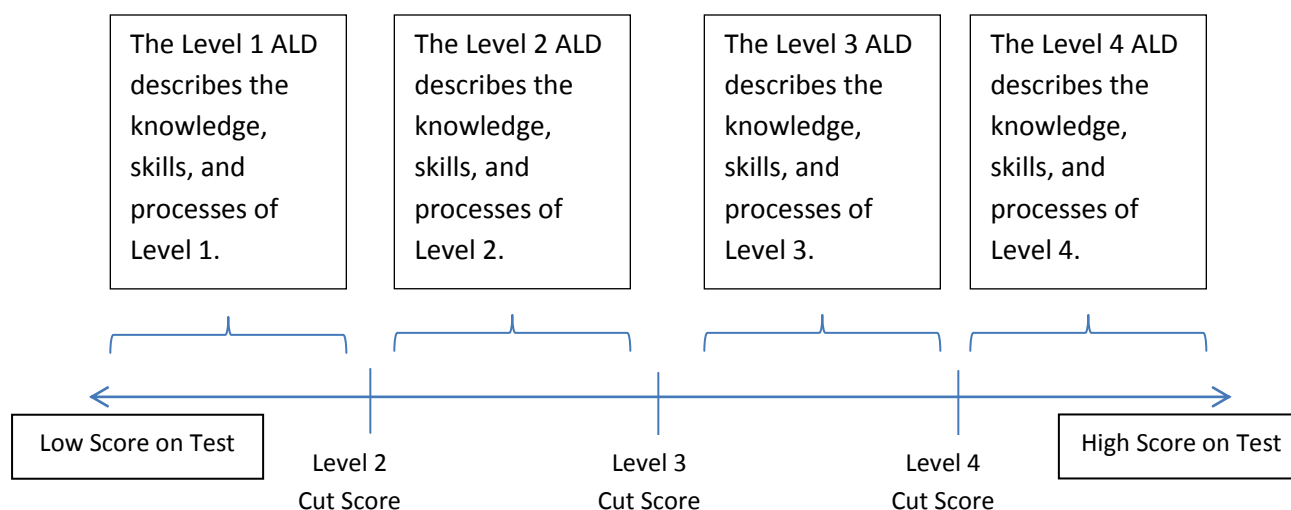 The Level 1 ALD
describes the
knowledge,
skills, and
processes of
Level 1.
The Level 2 ALD
describes the
knowledge,
skills, and
processes of
Level 2.
The Level 3 ALD
describes the
knowledge,
skills, and
processes of
Level 3.
The Level 4 ALD
describes the
knowledge,
skills, and
processes of
Level 4.
Low Score on Test
Level 2
Cut Score
Level 3
Cut Score
Level 4
Cut Score
High Score on Test